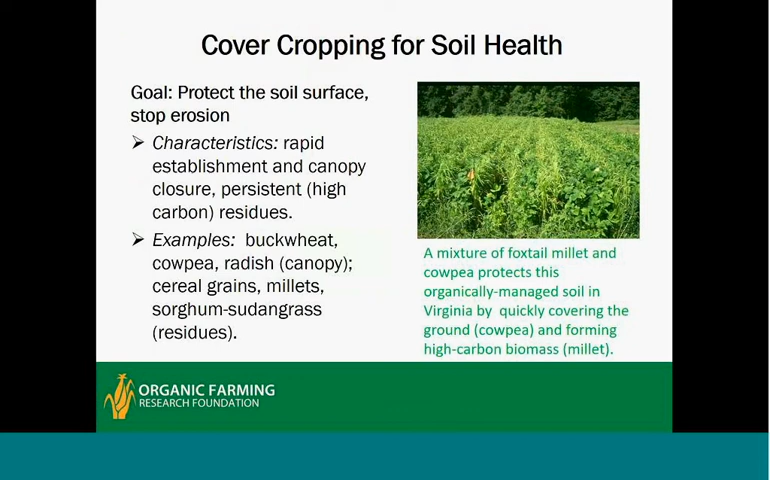 Cover Cropping for Soil Health
Goal: Protect the soil surface,
stop erosion
Characteristics: rapid
establishment and canopy
closure, persistent (high
carbon) residues.
Examples: buckwheat,
cowpea, radish (canopy);
cereal grains, millets,
sorghum-sudangrass
(residues).
A mixture of foxtail millet and
cowpea protects this
organically-managed soil in
Virginia by quickly covering the
ground (cowpea) and forming
high-carbon biomass (millet).
ORGANIC FARMING
RESEARCH FOUNDATION